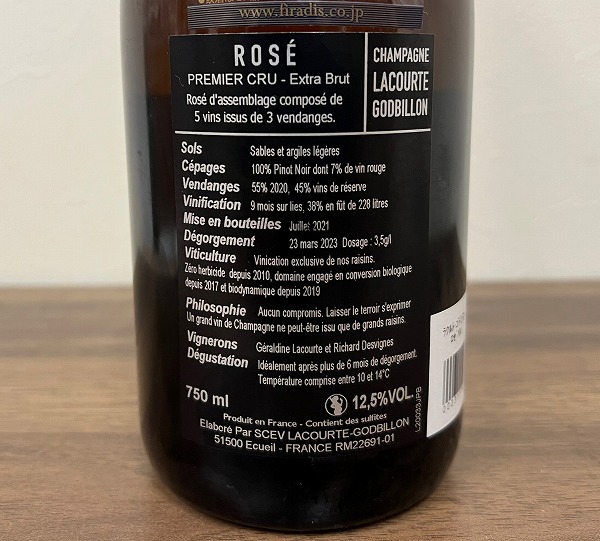 www.firadis.co.jp
ROSÉ
PREMIER CRU - Extra Brut
Rosé d'assemblage composé de
5 vins issus de 3 vendanges.
CHAMPAGNE
LACOURTE
GODBILLON
Sols Sables et argiles légères
Cépages 100% Pinot Noir dont 7% de vin rouge
Vendanges 55% 2020, 45% vins de réserve
Vinification 9 mois sur lies, 38% en fût de 228 litres
Mise en bouteilles Juillet 2021
Dégorgement 23 mars 2023 Dosage : 3,5g/l
Viticulture Vinication exclusive de nos raisins.
Zéro herbicide depuis 2010, domaine engagé en conversion biologique
depuis 2017 et biodynamique depuis 2019
Philosophie Aucun compromis. Laisser le terroir s'exprimer
Un grand vin de Champagne ne peut-être issu que de grands raisins.
Vignerons Géraldine Lacourte et Richard Desvignes
Dégustation Idéalement après plus de 6 mois de dégorgement.
Température comprise entre 10 et 14°C
750 ml 12,5%VOL.
Produit en France - Contient des sulfites
Elaboré Par SCEV LACOURTE-GODBILLON
51500 Ecueil - FRANCE RM22691-01
L20033JPB